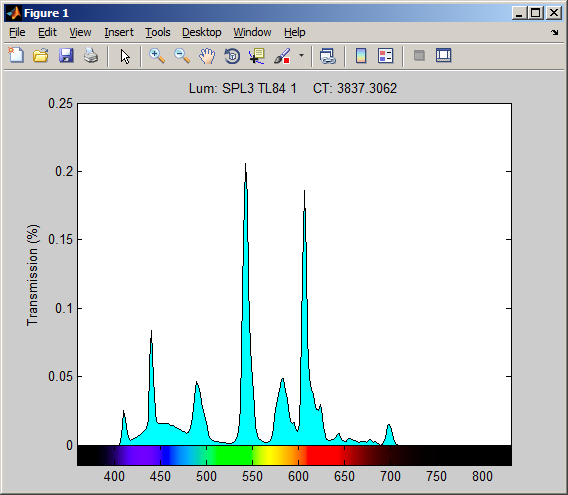 Figure 1
File Edit View Insert Tools Desktop Window Help
Lum: SPL3 TL84 1 CT: 3837.3062
0.25
0.2
0.15
0.1
0.05
0
Transmission (%)
400 450 500 550 600 650 700 750 800